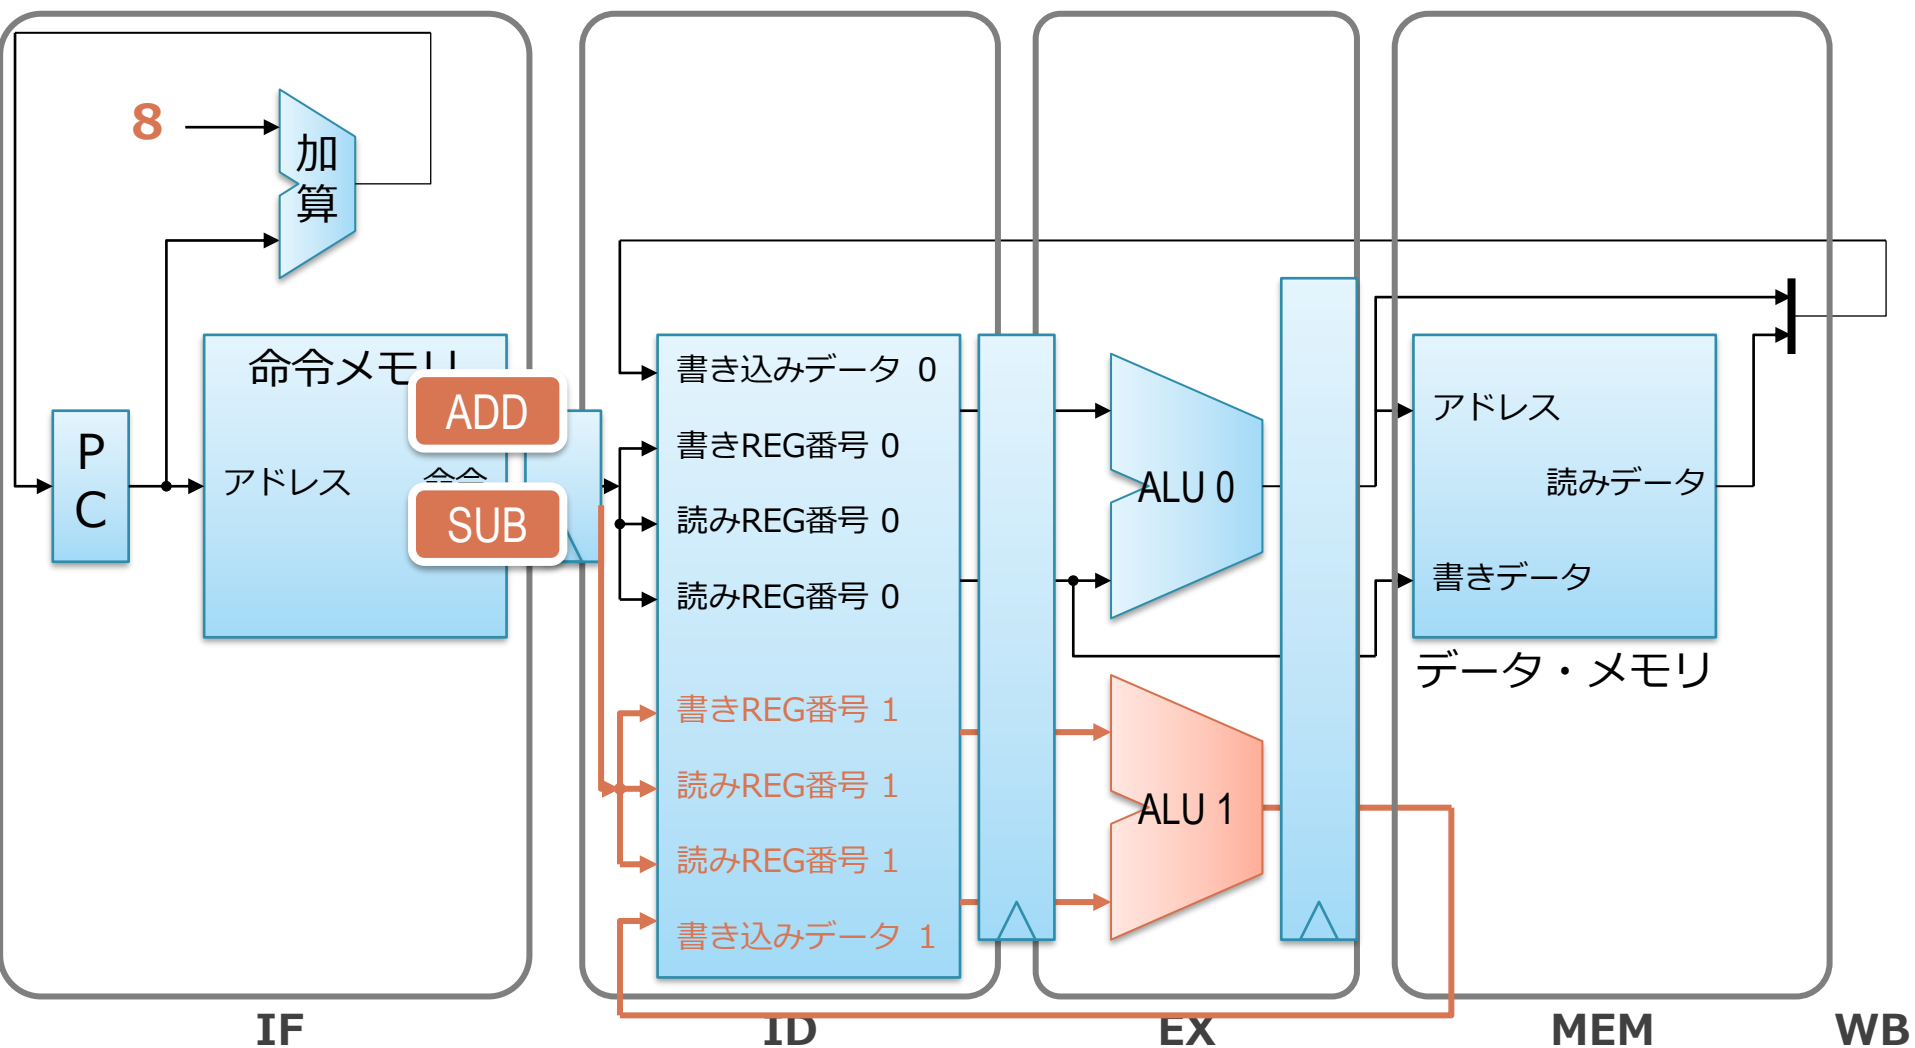 8
加
算
命令メモリ
ADD
P
C
アドレス
命令
SUB
書き込みデータ 0
書きREG番号 0
読みREG番号 0
読みREG番号 0
書きREG番号 1
読みREG番号 1
読みREG番号 1
書き込みデータ 1
ALU 0
ALU 1
アドレス
読みデータ
書きデータ
データ・メモリ
IF
ID
EX
MEM
WB